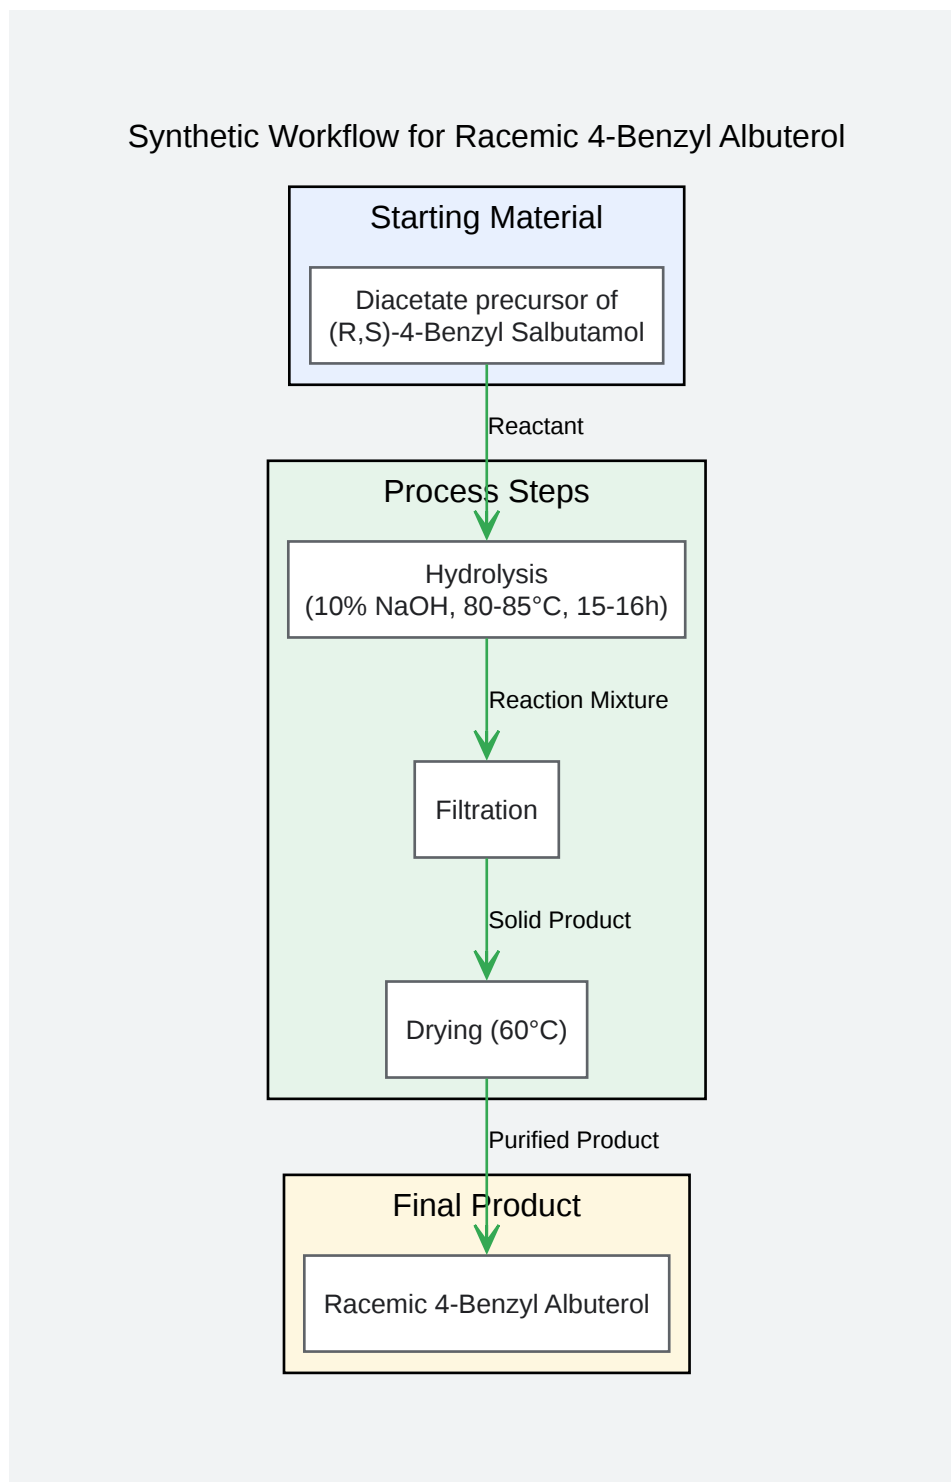 Synthetic Workflow for Racemic 4-Benzyl Albuterol
Starting Material
Diacetate precursor of
(R,S)-4-Benzyl Salbutamol
Reactant
Process Steps
Hydrolysis
(10% NaOH, 80-85°C, 15-16h)
Reaction Mixture
Filtration
Solid Product
Drying (60°C)
Purified Product
Final Product
Racemic 4-Benzyl Albuterol